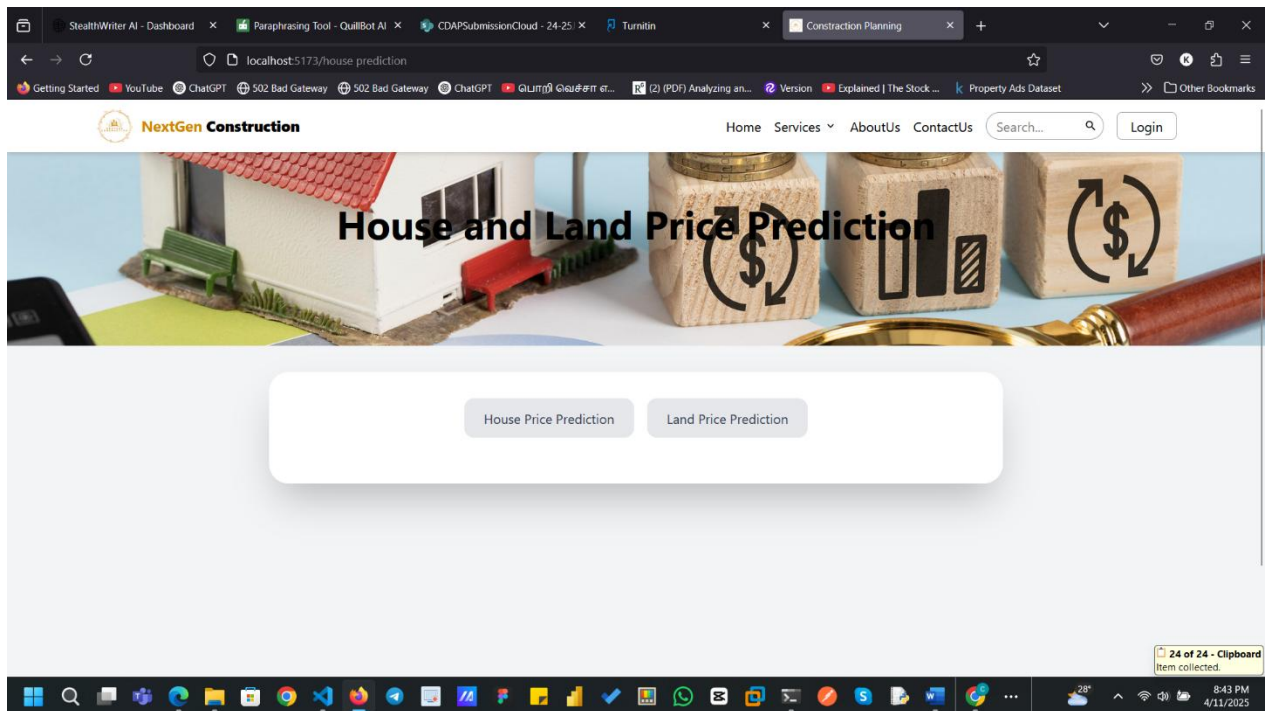 StealthWriter AI - Dashboard
Paraphrasing Tool - QuillBot AI
CDAPSubmissionCloud - 24-25
Turnitin
Construction Planning
localhost:5173/house prediction
Getting Started YouTube ChatGPT 502 Bad Gateway 502 Bad Gateway ChatGPT பொறி வெச்சா எ... (2) (PDF) Analyzing an... Version Explained | The Stock ... Property Ads Dataset Other Bookmarks
NextGen Construction
Home Services AboutUs ContactUs Search... Login
House and Land Price Prediction
House Price Prediction Land Price Prediction
24 of 24 - Clipboard
Item collected.
28°
8:43 PM
4/11/2025